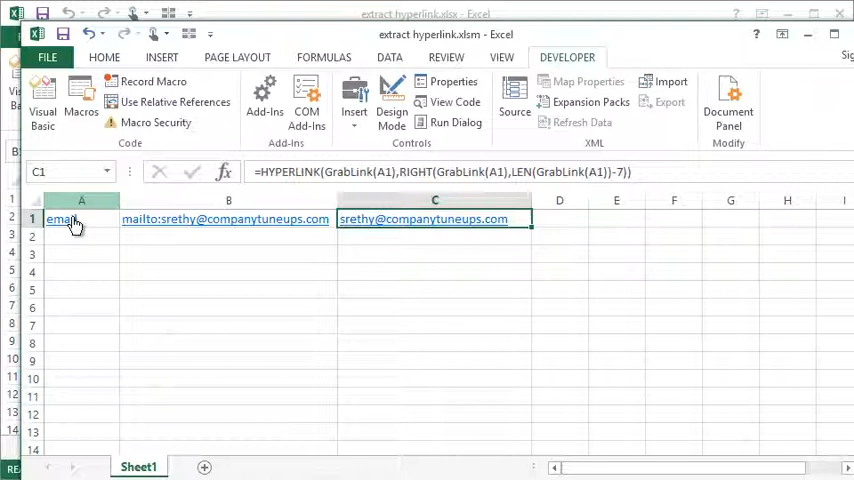 extract hyperlink.xlsx - Excel
extract hyperlink.xlsm - Excel
FILE HOME INSERT PAGE LAYOUT FORMULAS DATA REVIEW VIEW DEVELOPER
Visual Basic
Macros
Record Macro
Use Relative References
Macro Security
Code
Add-Ins
COM Add-Ins
Add-Ins
Insert
Design Mode
Properties
View Code
Run Dialog
Controls
Source
Map Properties
Expansion Packs
Refresh Data
Import
Export
XML
Document Panel
Modify
C1 =HYPERLINK(GrabLink(A1),RIGHT(GrabLink(A1),LEN(GrabLink(A1))-7))
A B C D E F G H I
1 email mailto:srethy@companytuneups.com srethy@companytuneups.com
2
3
4
5
6
7
8
9
10
11
12
13
14
Sheet1